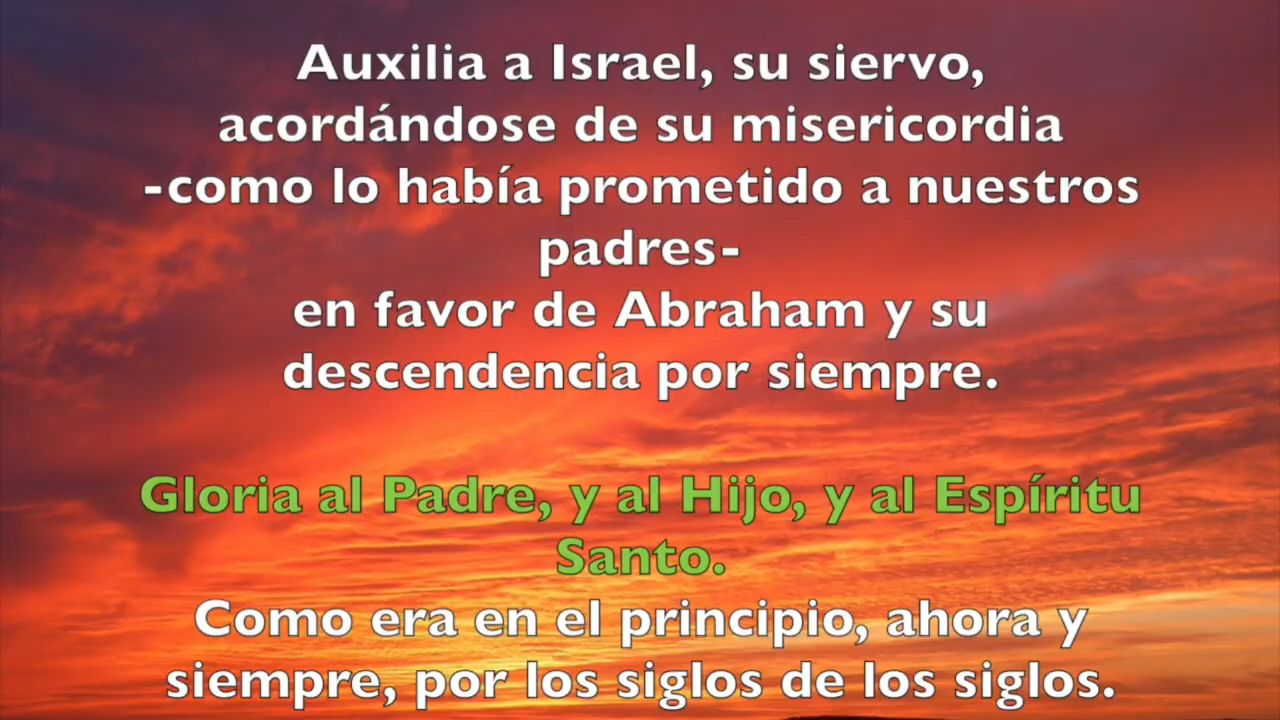 Auxilia a Israel, su siervo,
acordándose de su misericordia
-como lo había prometido a nuestros
padres-
en favor de Abraham y su
descendencia por siempre.
Gloria al Padre, y al Hijo, y al Espíritu
Santo.
Como era en el principio, ahora y
siempre, por los siglos de los siglos.